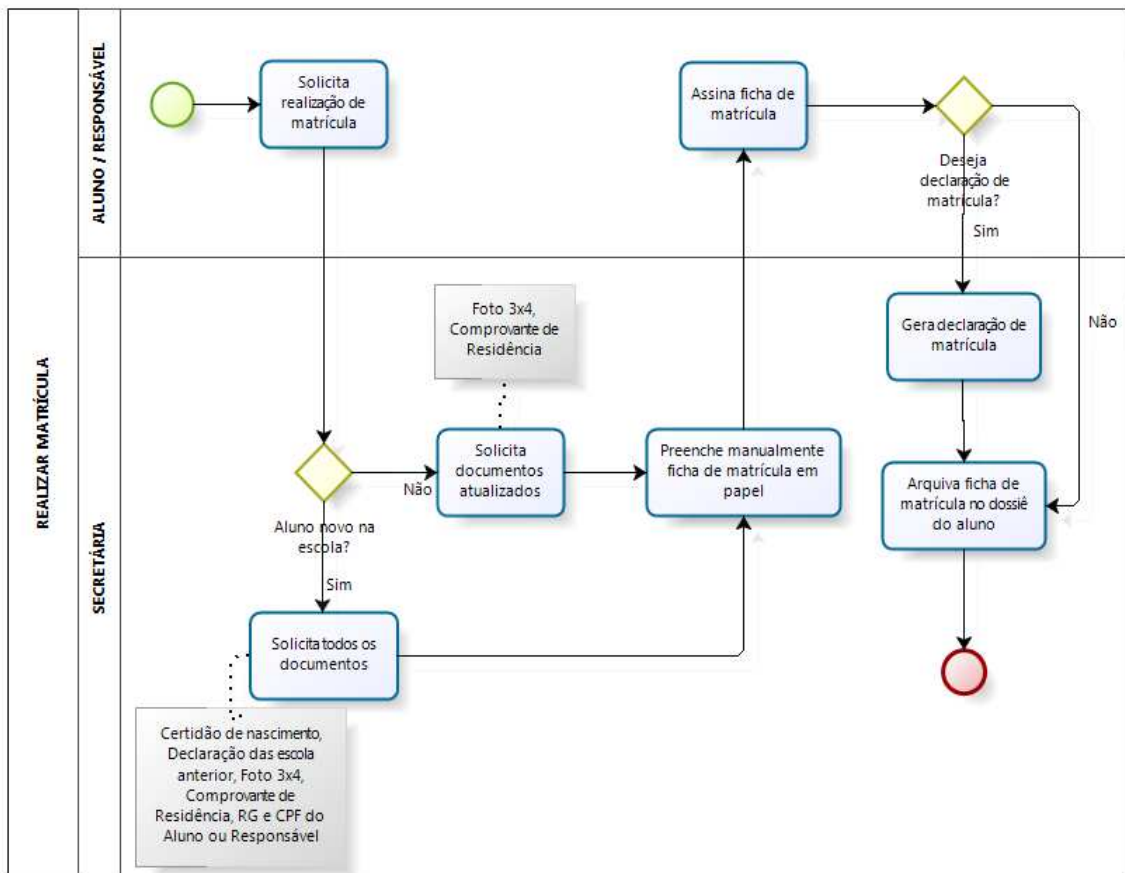 REALIZAR MATRÍCULA
ALUNO / RESPONSÁVEL
Solicita
realização de
matrícula
Assina ficha de
matrícula
Deseja
declaração de
matrícula?
Sim
Não
SECRETÁRIA
Foto 3x4,
Comprovante de
Residência
Gera declaração de
matrícula
Aluno novo na
escola?
Não
Sim
Solicita
documentos
atualizados
Preenche manualmente
ficha de matrícula em
papel
Arquiva ficha de
matrícula no dossiê
do aluno
Solicita todos os
documentos
Certidão de nascimento,
Declaração das escola
anterior, Foto 3x4,
Comprovante de
Residência, RG e CPF do
Aluno ou Responsável